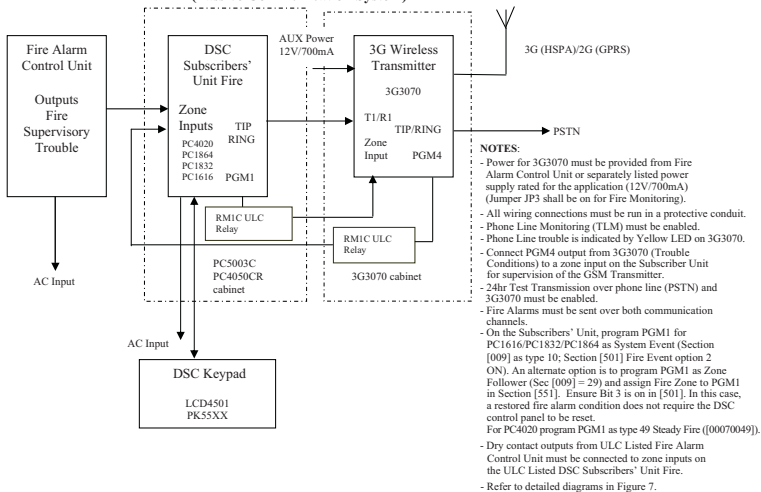 Fire Alarm
Control Unit
Outputs
Fire
Supervisory
Trouble
AC Input
DSC
Subscribers'
Unit Fire
Zone
Inputs
PC4020
PC1864
PC1832
PC1616
TIP
RING
PGM1
AUX Power
12V/700mA
3G Wireless
Transmitter
3G3070
T1/R1
TIP/RING
Zone
Input
PGM4
3G (HSPA)/2G (GPRS)
PSTN
RM1C ULC
Relay
RM1C ULC
Relay
PC5003C
PC4050CR
cabinet
3G3070 cabinet
AC Input
DSC Keypad
LCD4501
PK55XX
NOTES:
- Power for 3G3070 must be provided from Fire
Alarm Control Unit or separately listed power
supply rated for the application (12V/700mA)
(Jumper JP3 shall be on for Fire Monitoring).
- All wiring connections must be run in a protective conduit.
- Phone Line Monitoring (TLM) must be enabled.
- Phone Line trouble is indicated by Yellow LED on 3G3070.
- Connect PGM4 output from 3G3070 (Trouble
Conditions) to a zone input on the Subscriber Unit
for supervision of the GSM Transmitter.
- 24hr Test Transmission over phone line (PSTN) and
3G3070 must be enabled.
- Fire Alarms must be sent over both communication
channels.
- On the Subscribers' Unit, program PGM1 for
PC1616/PC1832/PC1864 as System Event (Section
[009] as type 10; Section [501] Fire Event option 2
ON). An alternate option is to program PGM1 as Zone
Follower (Sec [009] = 29) and assign Fire Zone to PGM1
in Section [551]. Ensure Bit 3 is on in [501]. In this case,
a restored fire alarm condition does not require the DSC
control panel to be reset.
For PC4020 program PGM1 as type 49 Steady Fire ([00070049]).
- Dry contact outputs from ULC Listed Fire Alarm
Control Unit must be connected to zone inputs on
the ULC Listed DSC Subscribers' Unit Fire.
- Refer to detailed diagrams in Figure 7.